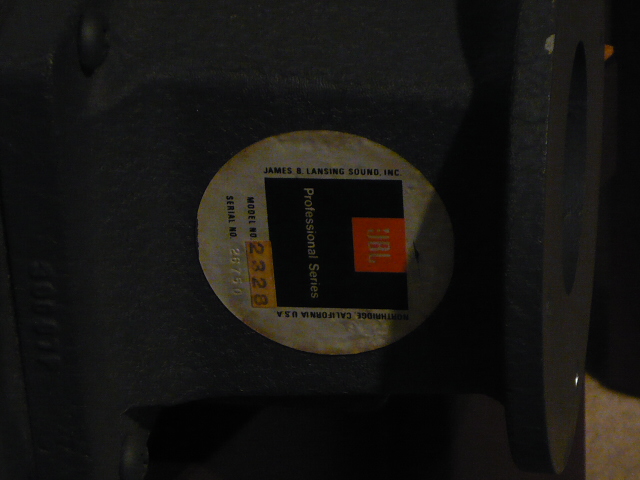 JAMES B. LANSING SOUND, INC.
JBL
Professional Series
MODEL NO. 2328
SERIAL NO.
NORTHRIDGE, CALIFORNIA U.S.A